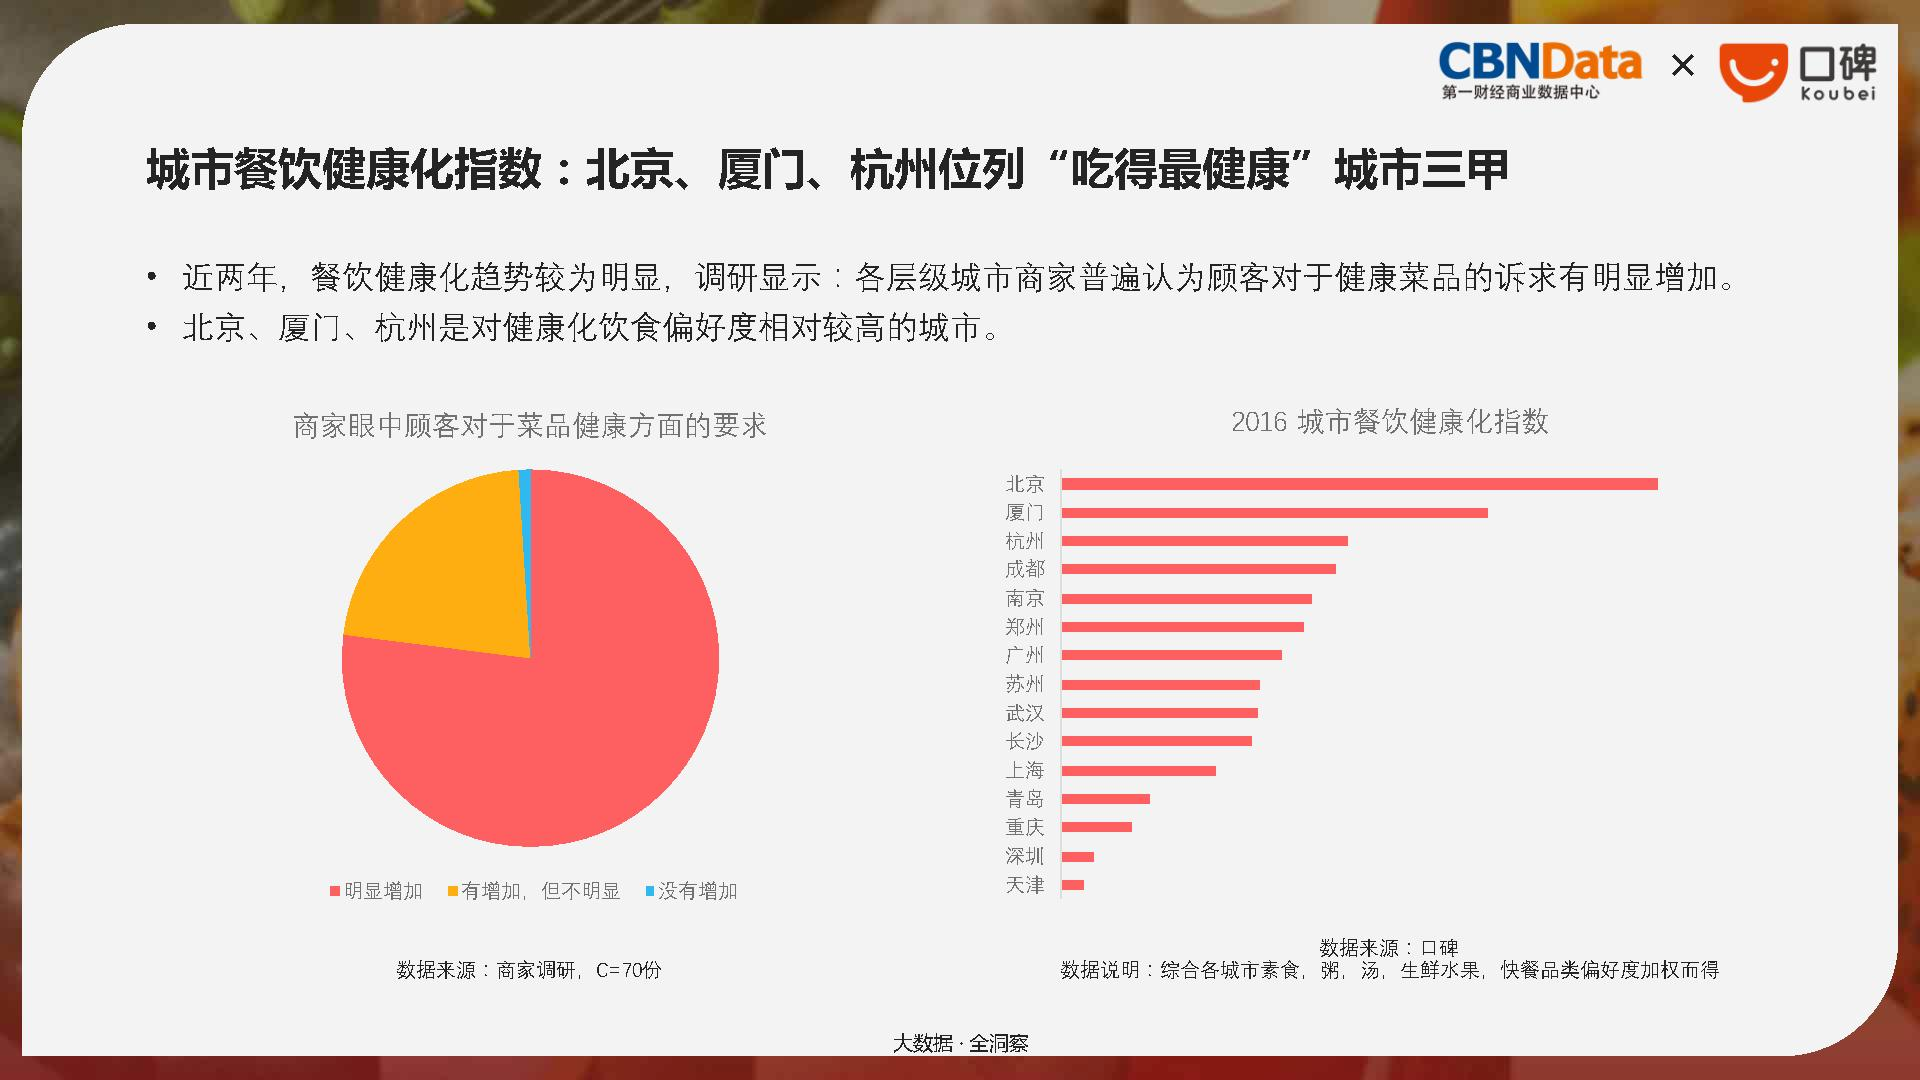 CBNData
第一财经商业数据中心
×
口碑
Koubei
城市餐饮健康化指数：北京、厦门、杭州位列“吃得最健康”城市三甲
• 近两年，餐饮健康化趋势较为明显，调研显示：各层级城市商家普遍认为顾客对于健康菜品的诉求有明显增加。
• 北京、厦门、杭州是对健康化饮食偏好度相对较高的城市。
商家眼中顾客对于菜品健康方面的要求
明显增加 有增加，但不明显 没有增加
数据来源：商家调研，C=70份
2016 城市餐饮健康化指数
北京
厦门
杭州
成都
南京
郑州
广州
苏州
武汉
长沙
上海
青岛
重庆
深圳
天津
数据来源：口碑
数据说明：综合各城市素食，粥，汤，生鲜水果，快餐品类偏好度加权而得
大数据·全洞察